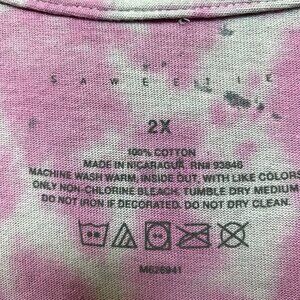 SAWEETIE
2X
100% COTTON
MADE IN NICARAGUA RN# 93846
MACHINE WASH WARM, INSIDE OUT, WITH LIKE COLORS
ONLY NON-CHLORINE BLEACH. TUMBLE DRY MEDIUM
DO NOT IRON IF DECORATED. DO NOT DRY CLEAN.
M626941